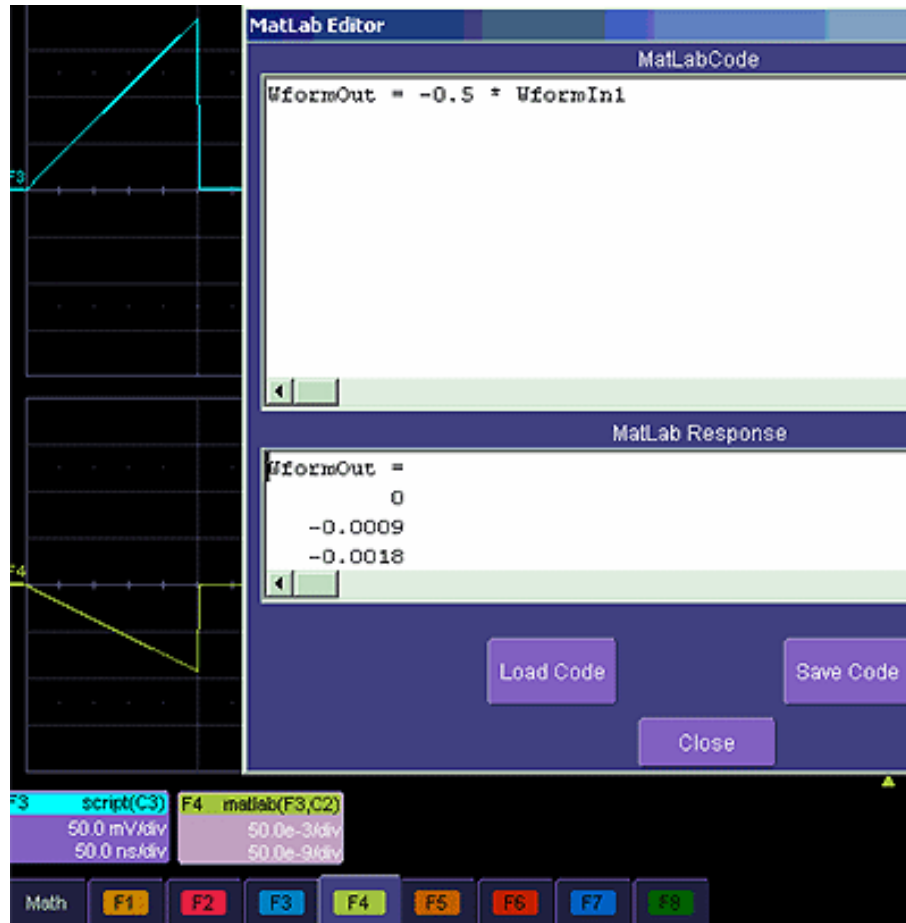 MatLab Editor
MatLabCode
WformOut = -0.5 * WformIn1
F3
MatLab Response
WformOut =
0
-0.0009
-0.0018
F4
Load Code
Save Code
Close
F3 script(C3)
50.0 mV/div
50.0 ns/div
F4 matlab(F3,C2)
50.0e-3/div
50.0e-9/div
Math F1 F2 F3 F4 F5 F6 F7 F8